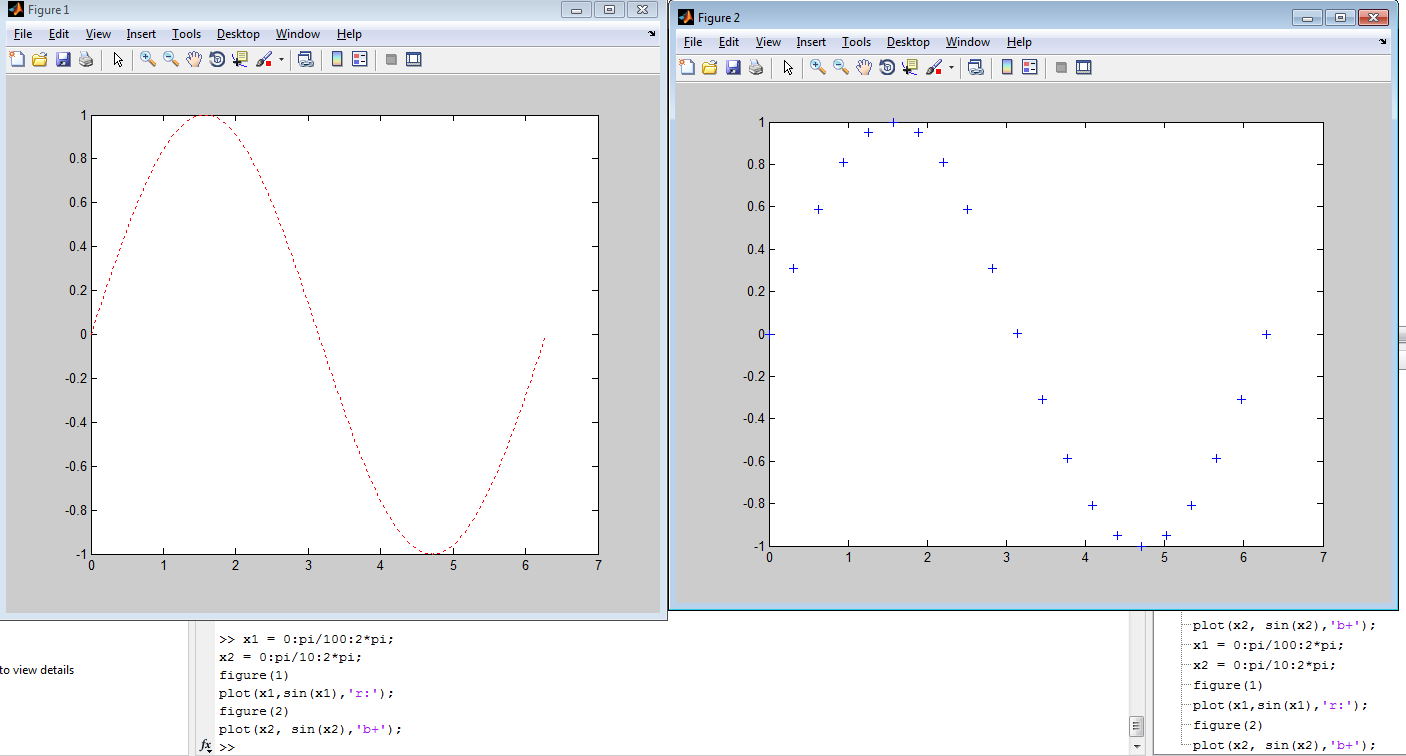 Figure 1
File Edit View Insert Tools Desktop Window Help
1
0.8
0.6
0.4
0.2
0
-0.2
-0.4
-0.6
-0.8
-1
0 1 2 3 4 5 6 7
Figure 2
File Edit View Insert Tools Desktop Window Help
1
0.8
0.6
0.4
0.2
0
-0.2
-0.4
-0.6
-0.8
-1
0 1 2 3 4 5 6 7
to view details
>> x1 = 0:pi/100:2*pi;
x2 = 0:pi/10:2*pi;
figure(1)
plot(x1,sin(x1),'r:');
figure(2)
plot(x2, sin(x2),'b+');
fx >>
plot(x2, sin(x2),'b+');
x1 = 0:pi/100:2*pi;
x2 = 0:pi/10:2*pi;
figure(1)
plot(x1,sin(x1),'r:');
figure(2)
plot(x2, sin(x2),'b+');